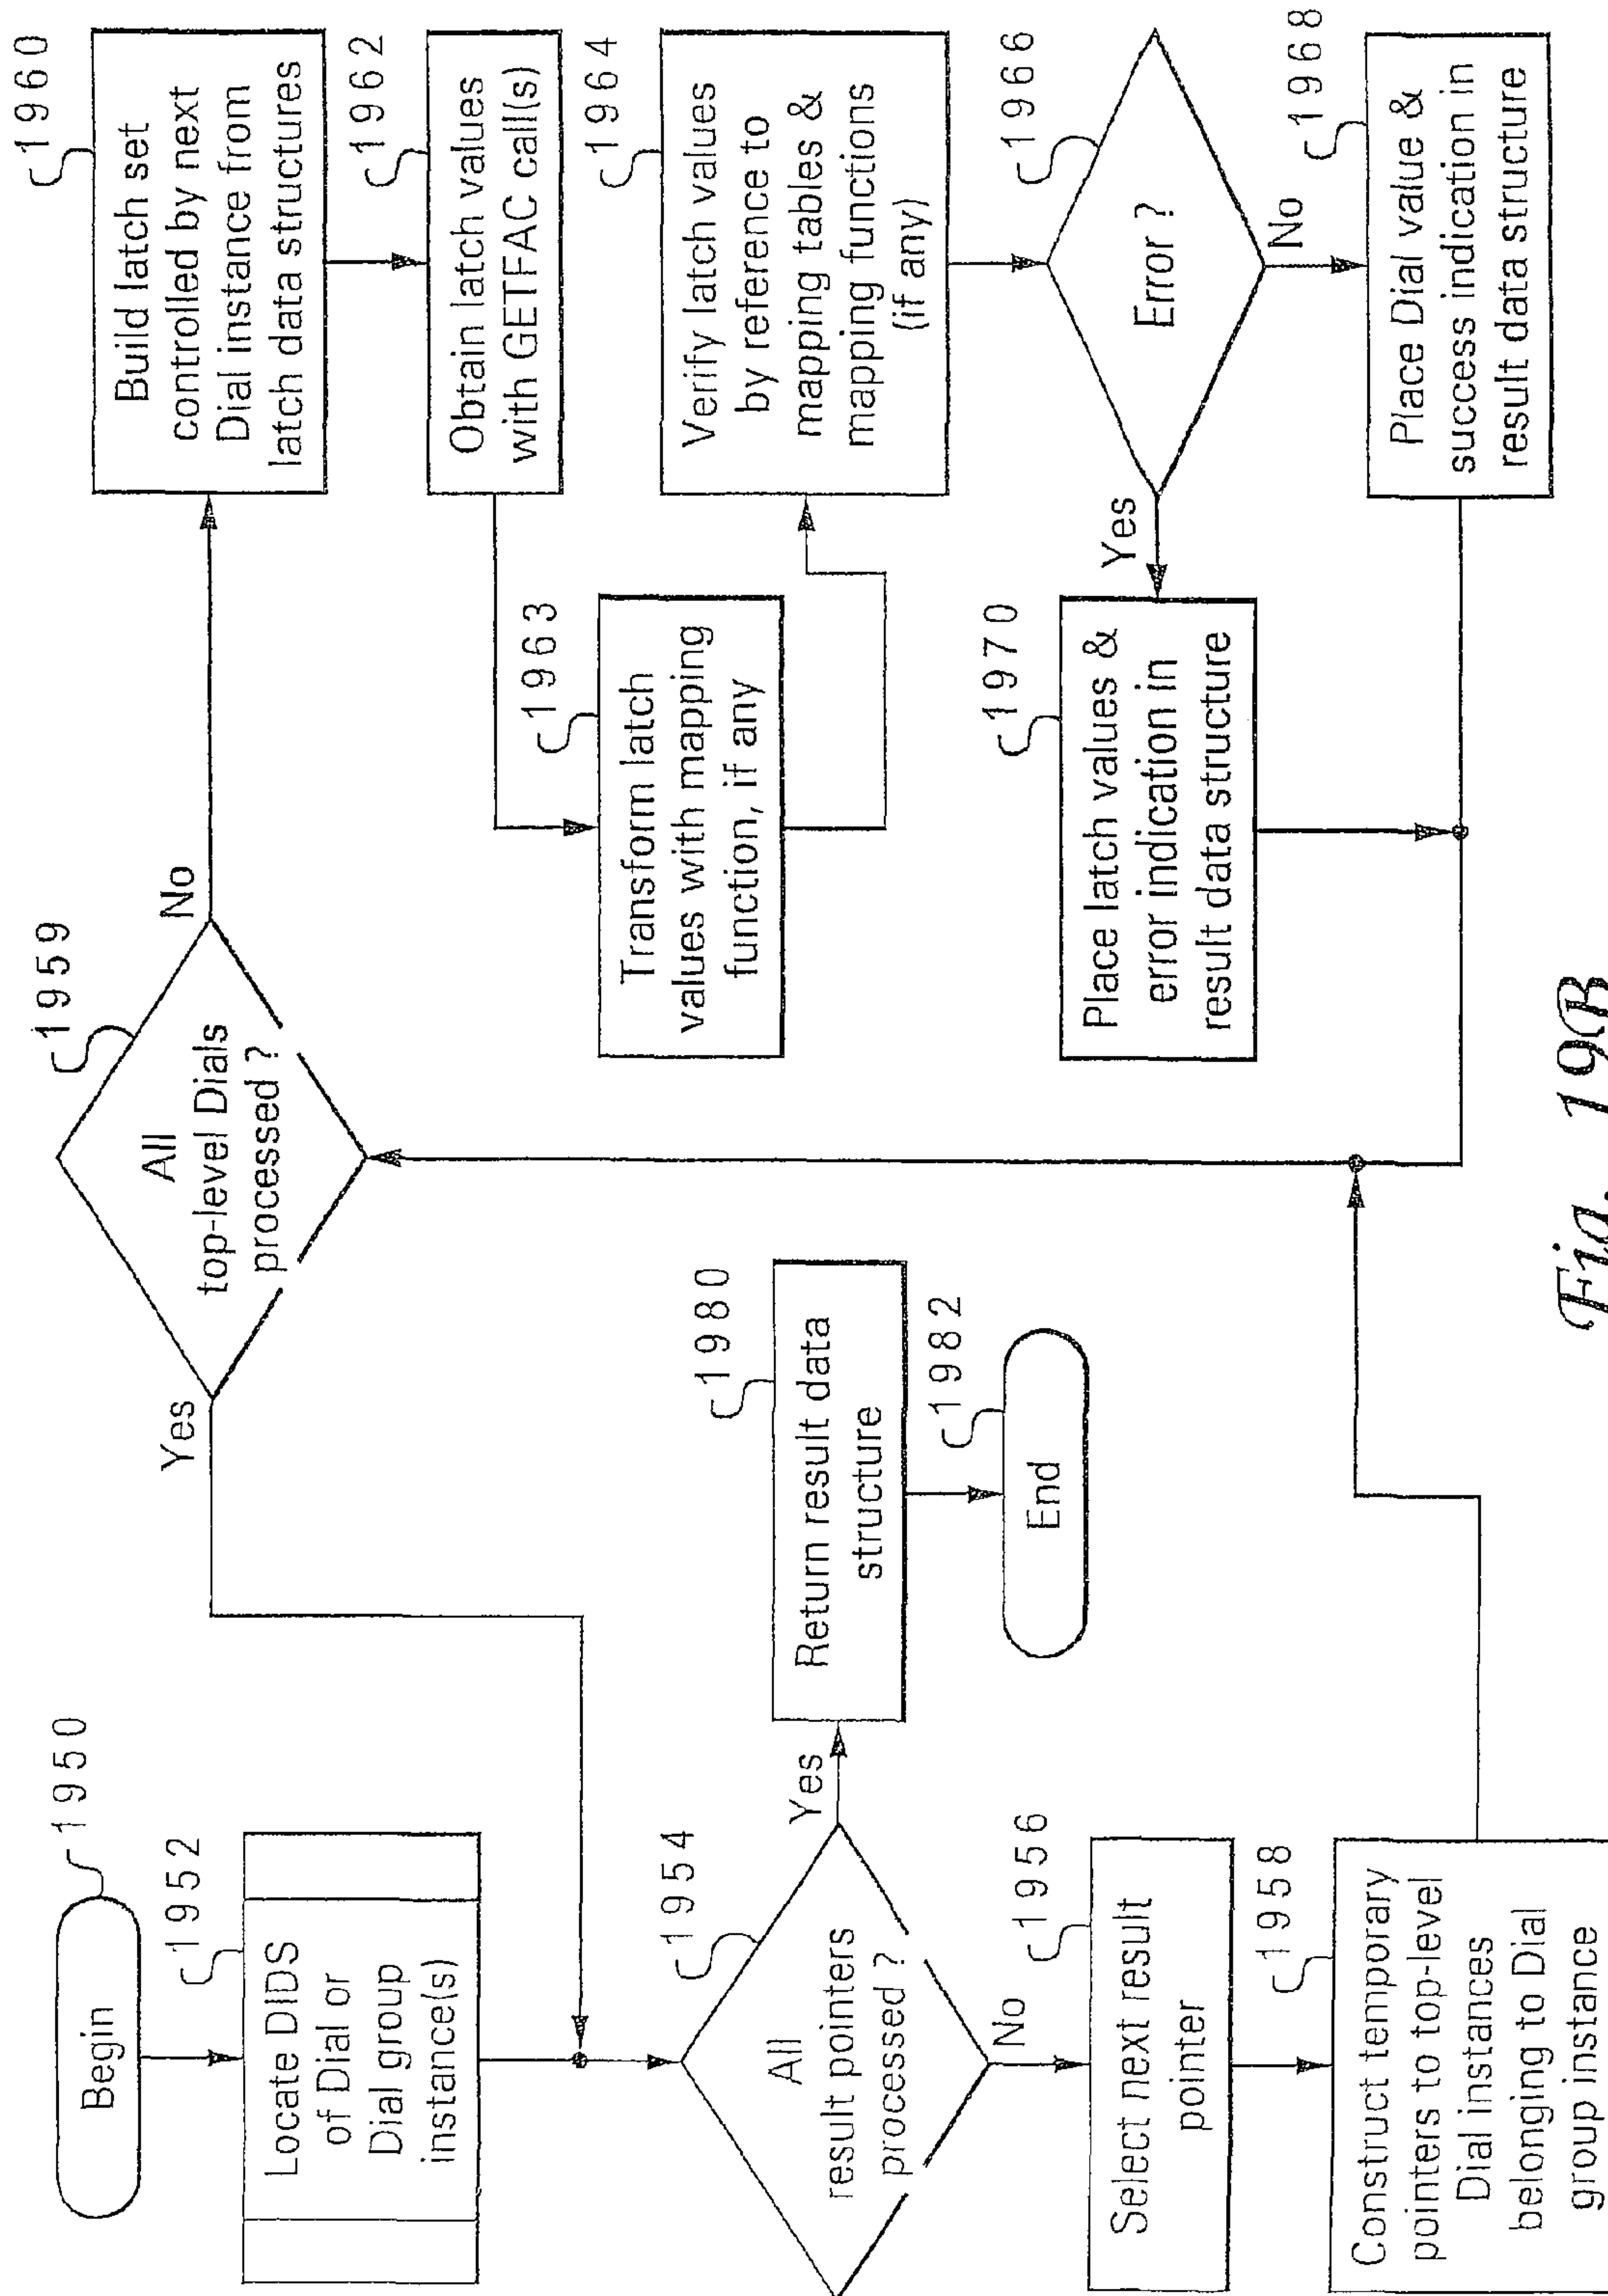 1950
Begin
1952
Locate DIDS
of Dial or
Dial group
instance(s)
1954
All
result pointers
processed ?
Yes
No
1956
Select next result
pointer
1958
Construct temporary
pointers to top-level
Dial instances
belonging to Dial
group instance
1980
Return result data
structure
1982
End
1959
All
top-level Dials
processed ?
Yes
No
1960
Build latch set
controlled by next
Dial instance from
latch data structures
1962
Obtain latch values
with GETFAC call(s)
1963
Transform latch
values with mapping
function, if any
1964
Verify latch values
by reference to
mapping tables &
mapping functions
(if any)
1966
Error ?
Yes
No
1970
Place latch values &
error indication in
result data structure
1968
Place Dial value &
success indication in
result data structure
Fig. 19B